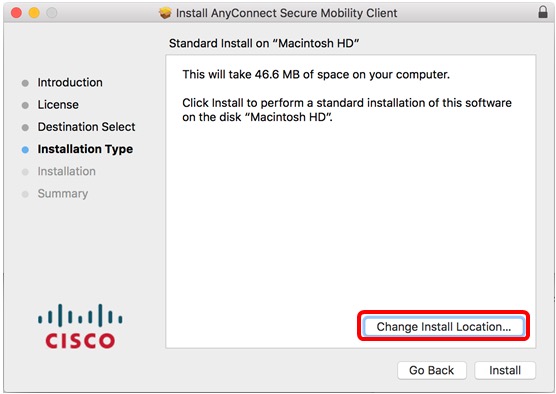 Install AnyConnect Secure Mobility Client
Standard Install on “Macintosh HD”
Introduction
License
Destination Select
Installation Type
Installation
Summary
This will take 46.6 MB of space on your computer.
Click Install to perform a standard installation of this software
on the disk “Macintosh HD”.
CISCO
Change Install Location...
Go Back
Install